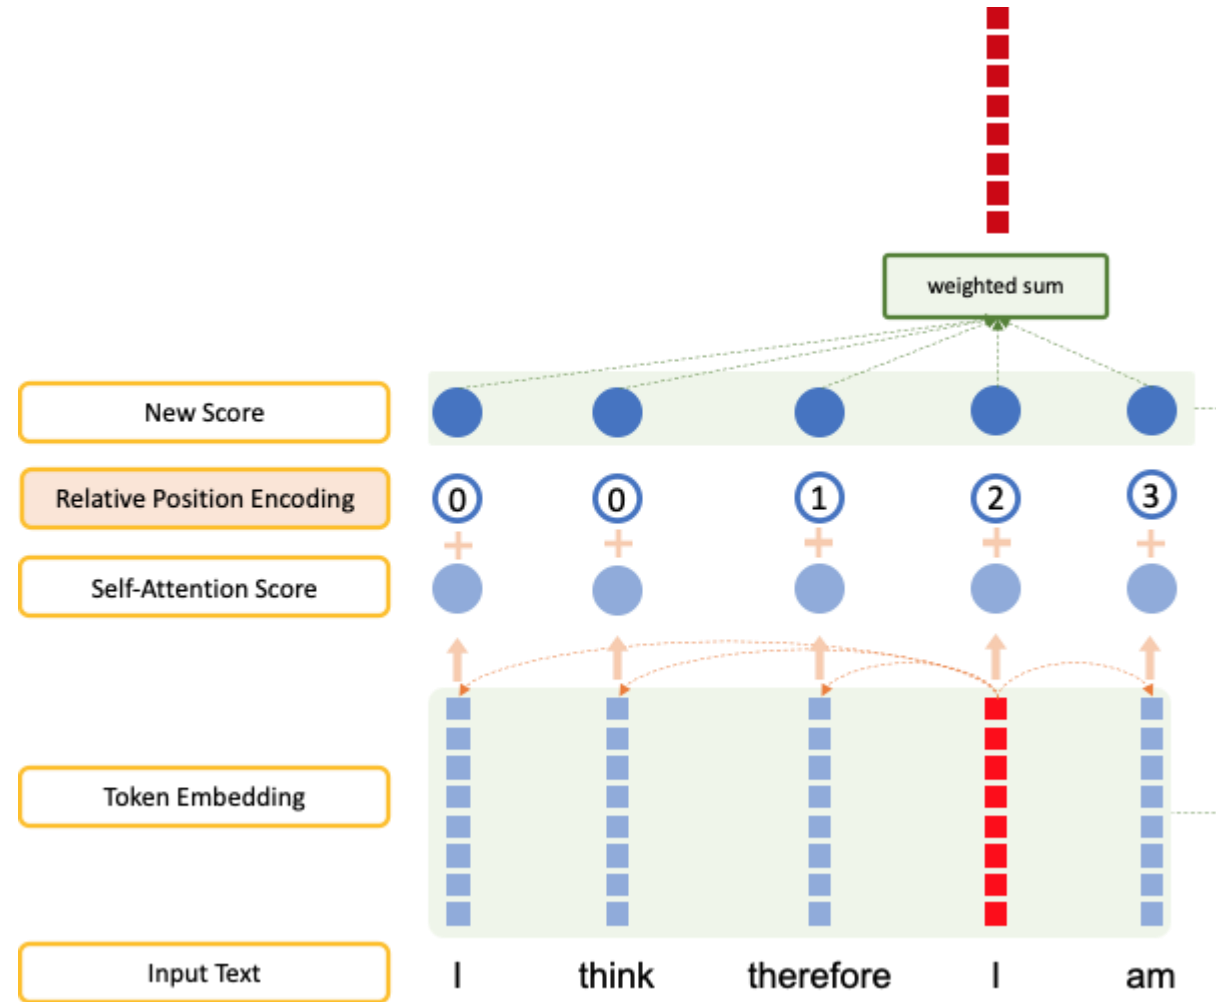 weighted sum
New Score
Relative Position Encoding 0 0 1 2 3
+ + + + +
Self-Attention Score
Token Embedding
Input Text I think therefore I am